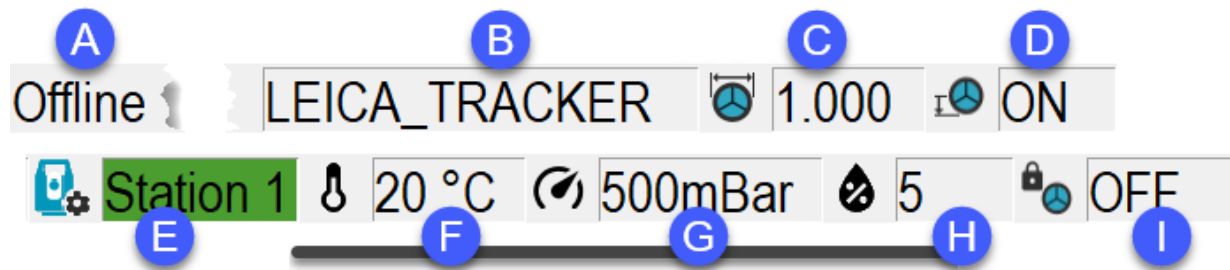 A B C D
Offline LEICA_TRACKER 1.000 ON
Station 1 20 °C 500mBar 5 OFF
E F G H I